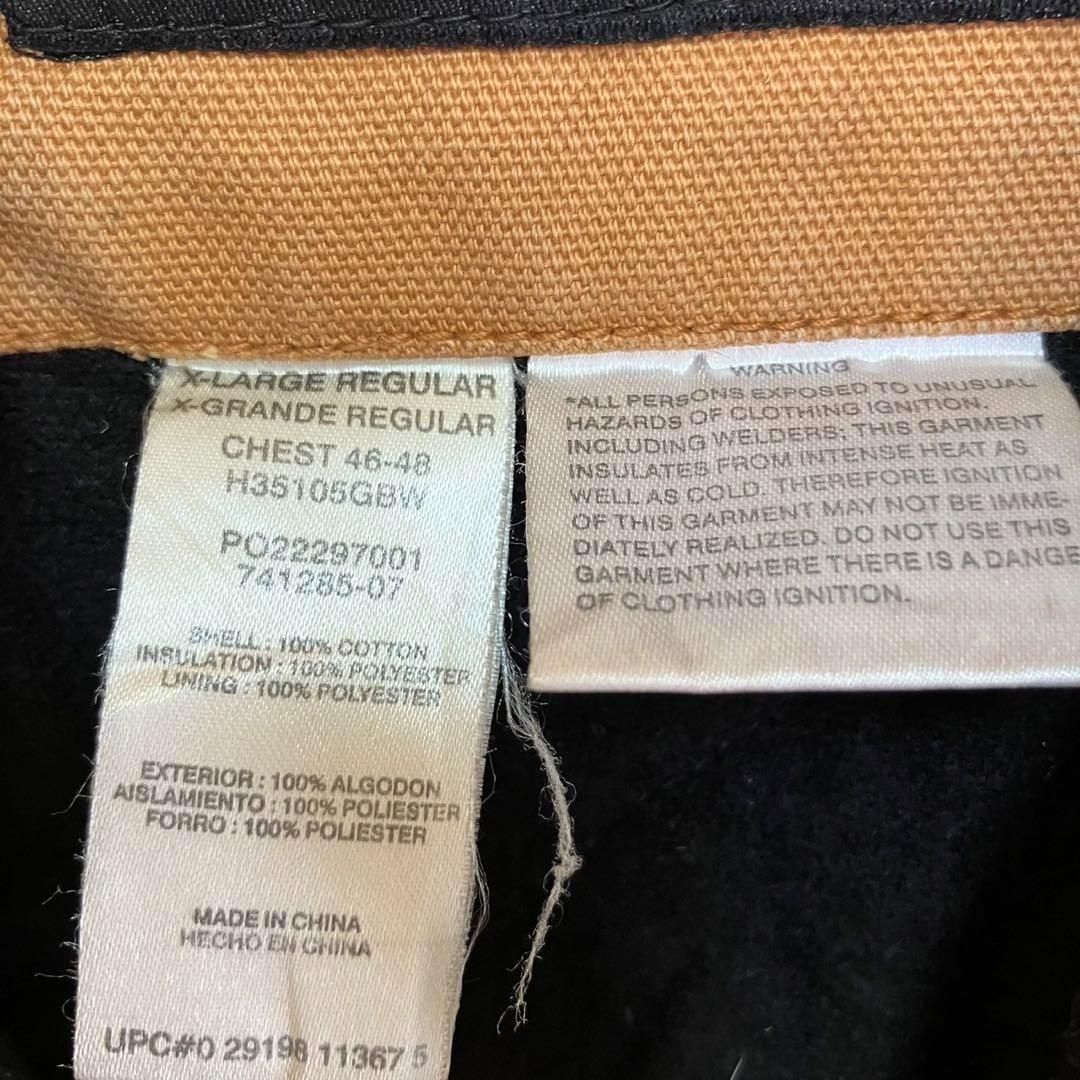 X-LARGE REGULAR
X-GRANDE REGULAR
CHEST 46-48
H35105GBW
PO22297001
741285-07
SHELL : 100% COTTON
INSULATION : 100% POLYESTER
LINING : 100% POLYESTER
EXTERIOR : 100% ALGODON
AISLAMIENTO : 100% POLIESTER
FORRO : 100% POLIESTER
MADE IN CHINA
HECHO EN CHINA
UPC#0 29198 11367 5
WARNING
"ALL PERSONS EXPOSED TO UNUSUAL
HAZARDS OF CLOTHING IGNITION,
INCLUDING WELDERS; THIS GARMENT
INSULATES FROM INTENSE HEAT AS
WELL AS COLD. THEREFORE IGNITION
OF THIS GARMENT MAY NOT BE IMME-
DIATELY REALIZED. DO NOT USE THIS
GARMENT WHERE THERE IS A DANGE
OF CLOTHING IGNITION.